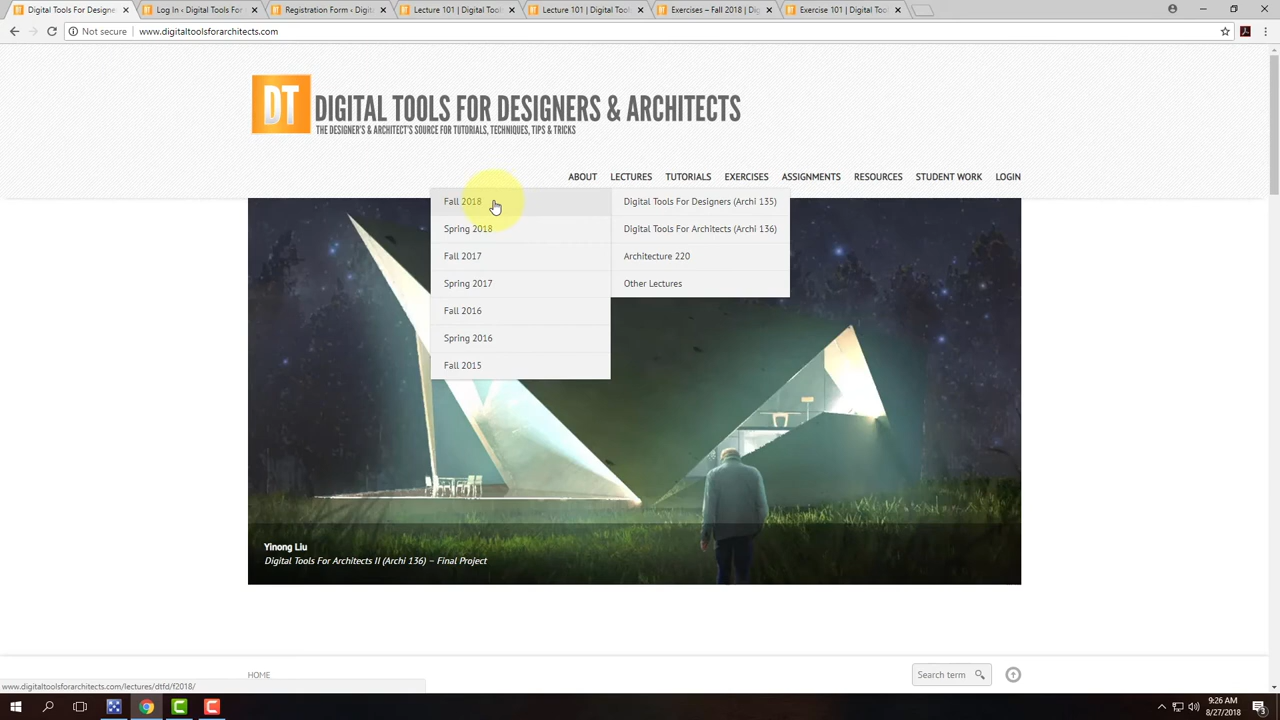 Digital Tools For Designe
Log In ‹ Digital Tools For
Registration Form ‹ Digita
Lecture 101 | Digital Tools
Lecture 101 | Digital Tool
Exercises – Fall 2018 | Dig
Exercise 101 | Digital Too
Not secure | www.digitaltoolsforarchitects.com
DT DIGITAL TOOLS FOR DESIGNERS & ARCHITECTS
THE DESIGNER'S & ARCHITECT'S SOURCE FOR TUTORIALS, TECHNIQUES, TIPS & TRICKS
ABOUT LECTURES TUTORIALS EXERCISES ASSIGNMENTS RESOURCES STUDENT WORK LOGIN
Fall 2018
Spring 2018
Fall 2017
Spring 2017
Fall 2016
Spring 2016
Fall 2015
Digital Tools For Designers (Archi 135)
Digital Tools For Architects (Archi 136)
Architecture 220
Other Lectures
Yinong Liu
Digital Tools For Architects II (Archi 136) – Final Project
HOME
Search term
www.digitaltoolsforarchitects.com/lectures/dtfd/f2018/
9:26 AM
8/27/2018
3